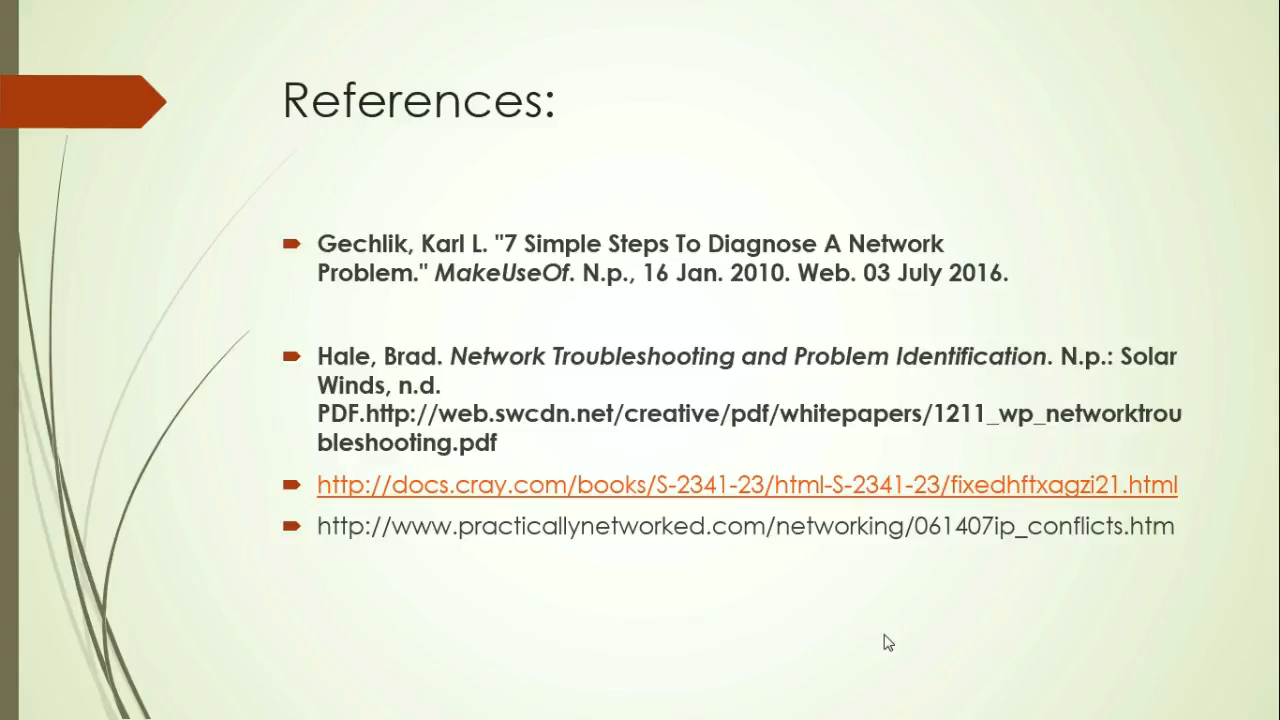 References:
Gechlik, Karl L. "7 Simple Steps To Diagnose A Network
Problem." MakeUseOf. N.p., 16 Jan. 2010. Web. 03 July 2016.
Hale, Brad. Network Troubleshooting and Problem Identification. N.p.: Solar
Winds, n.d.
PDF.http://web.swcdn.net/creative/pdf/whitepapers/1211_wp_networktrou
bleshooting.pdf
http://docs.cray.com/books/S-2341-23/html-S-2341-23/fixedhftxagzi21.html
http://www.practicallynetworked.com/networking/061407ip_conflicts.htm